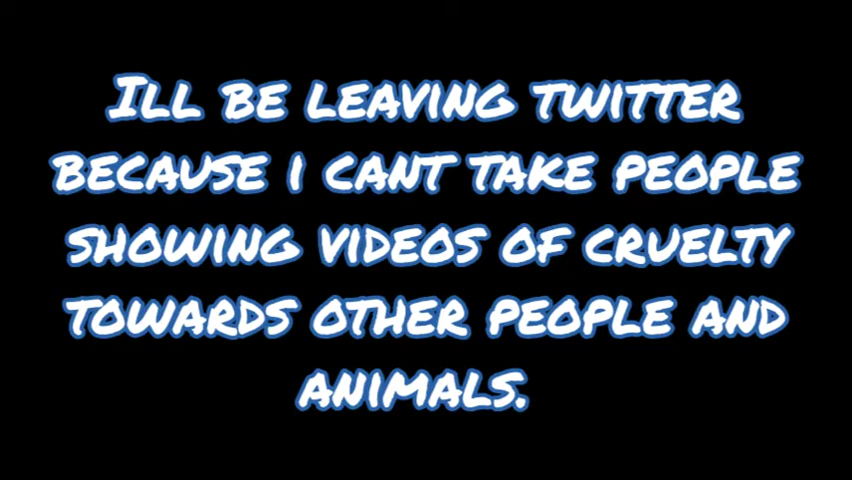 Ill be leaving twitter
because i cant take people
showing videos of cruelty
towards other people and
animals.